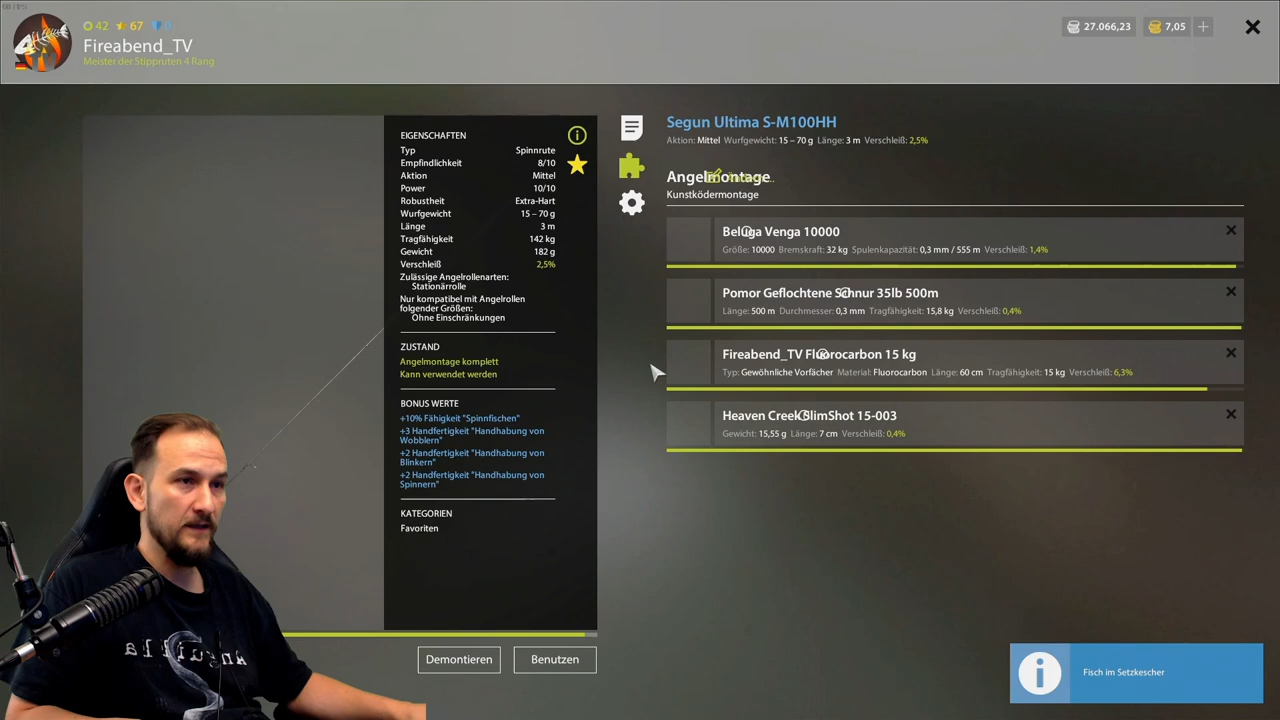 42 67 0
Fireabend_TV
Meister der Stippruten 4 Rang
27.066,23 7,05 +
EIGENSCHAFTEN
Typ Spinnrute
Empfindlichkeit 8/10
Aktion Mittel
Power 10/10
Robustheit Extra-Hart
Wurfgewicht 15 – 70 g
Länge 3 m
Tragfähigkeit 142 kg
Gewicht 182 g
Verschleiß 2,5%
Zulässige Angelrollenarten:
Stationärrolle
Nur kompatibel mit Angelrollen
folgender Größen:
Ohne Einschränkungen
ZUSTAND
Angelmontage komplett
Kann verwendet werden
BONUS WERTE
+10% Fähigkeit "Spinnfischen"
+3 Handfertigkeit "Handhabung von
Wobblern"
+2 Handfertigkeit "Handhabung von
Blinkern"
+2 Handfertigkeit "Handhabung von
Spinnern"
KATEGORIEN
Favoriten
Demontieren Benutzen
Segun Ultima S-M100HH
Aktion: Mittel Wurfgewicht: 15 – 70 g Länge: 3 m Verschleiß: 2,5%
Angelmontage
Kunstködermontage
Beluga Venga 10000
Größe: 10000 Bremskraft: 32 kg Spulenkapazität: 0,3 mm / 555 m Verschleiß: 1,4%
Pomor Geflochtene Schnur 35lb 500m
Länge: 500 m Durchmesser: 0,3 mm Tragfähigkeit: 15,8 kg Verschleiß: 0,4%
Fireabend_TV Fluorocarbon 15 kg
Typ: Gewöhnliche Vorfächer Material: Fluorocarbon Länge: 60 cm Tragfähigkeit: 15 kg Verschleiß: 6,3%
Heaven Creek SlimShot 15-003
Gewicht: 15,55 g Länge: 7 cm Verschleiß: 0,4%
Fisch im Setzkescher